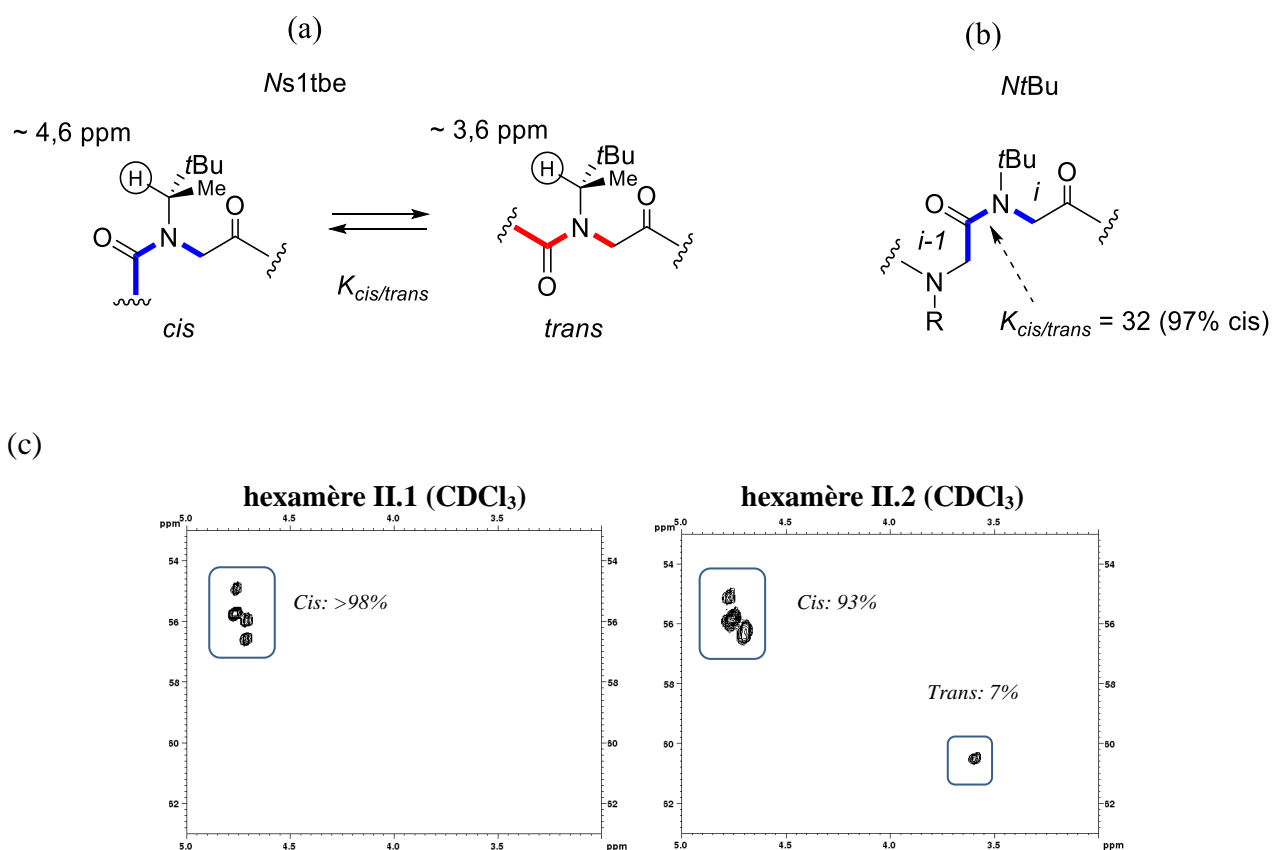 (a)
Ns1tbe
~ 4,6 ppm
H
tBu
Me
O
O
N
cis
Kcis/trans
~ 3,6 ppm
H
tBu
Me
O
N
O
trans
(b)
NtBu
tBu
O
N
i
O
i-1
N
R
Kcis/trans = 32 (97% cis)
(c)
hexamère II.1 (CDCl3)
ppm
5.0 4.5 4.0 3.5
54 54
56 56
58 58
60 60
62 62
5.0 4.5 4.0 3.5 ppm
Cis: >98%
hexamère II.2 (CDCl3)
ppm
5.0 4.5 4.0 3.5
54 54
56 56
58 58
60 60
62 62
5.0 4.5 4.0 3.5 ppm
Cis: 93%
Trans: 7%